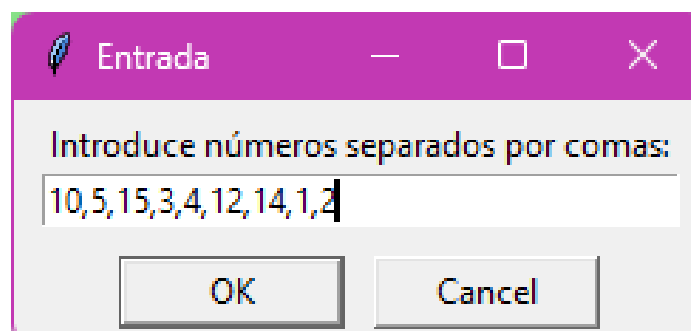 Entrada
Introduce números separados por comas:
10,5,15,3,4,12,14,1,2
OK Cancel